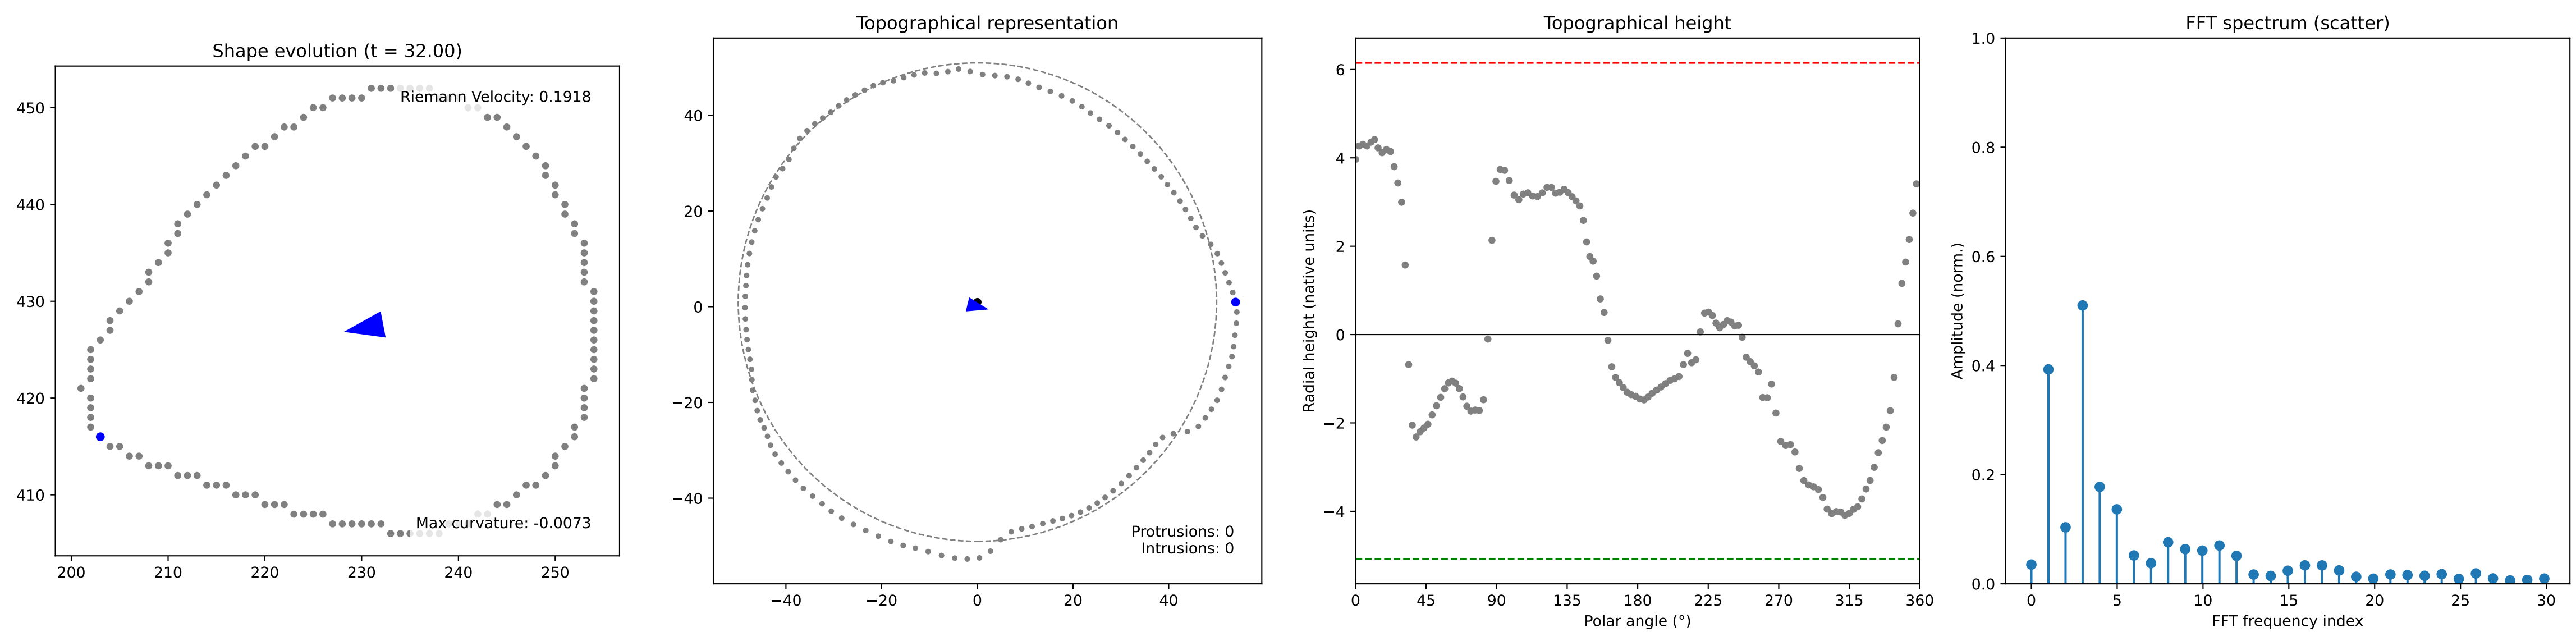 Shape evolution (t = 32.00)
450
440
430
420
410
200 210 220 230 240 250
Riemann Velocity: 0.1918
Max curvature: -0.0073
Topographical representation
40
20
0
−20
−40
−40 −20 0 20 40
Protrusions: 0
Intrusions: 0
Topographical height
Radial height (native units)
6
4
2
0
−2
−4
0 45 90 135 180 225 270 315 360
Polar angle (°)
FFT spectrum (scatter)
Amplitude (norm.)
1.0
0.8
0.6
0.4
0.2
0.0
0 5 10 15 20 25 30
FFT frequency index